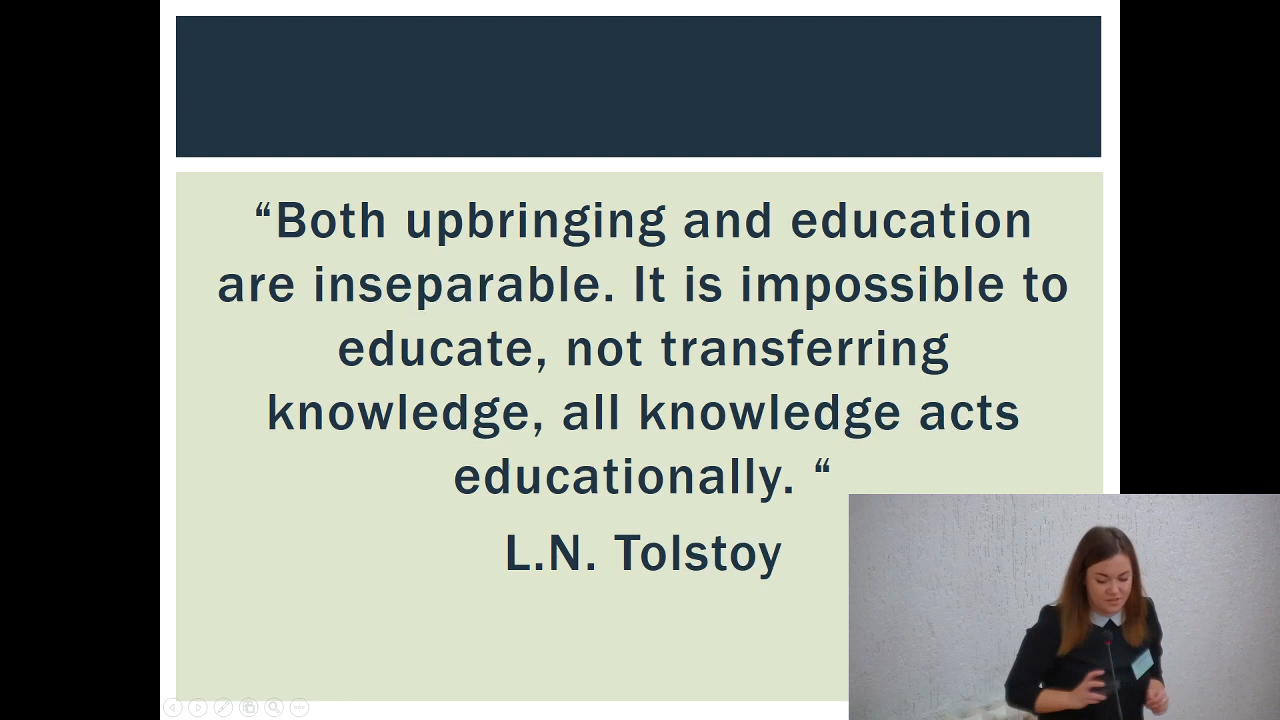 “Both upbringing and education
are inseparable. It is impossible to
educate, not transferring
knowledge, all knowledge acts
educationally. “
L.N. Tolstoy